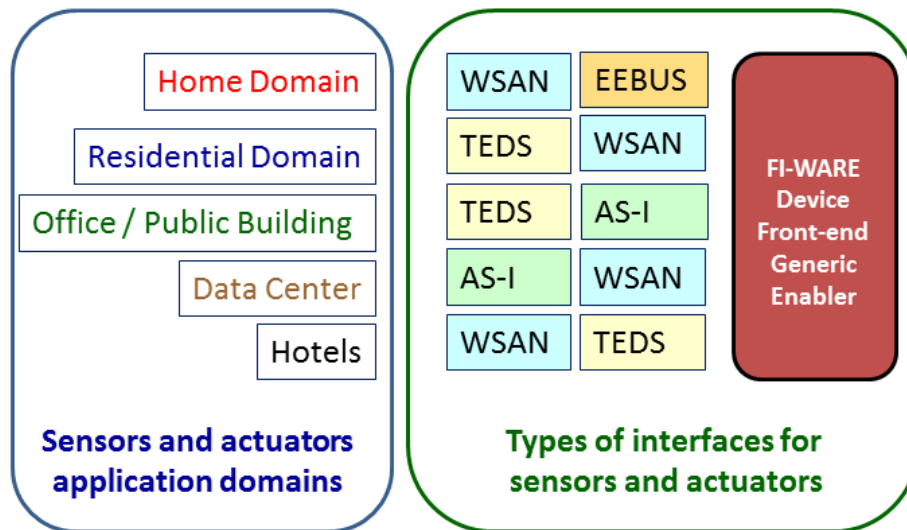 Home Domain
Residential Domain
Office / Public Building
Data Center
Hotels
Sensors and actuators
application domains
WSAN EEBUS
TEDS WSAN
TEDS AS-I
AS-I WSAN
WSAN TEDS
FI-WARE
Device
Front-end
Generic
Enabler
Types of interfaces for
sensors and actuators